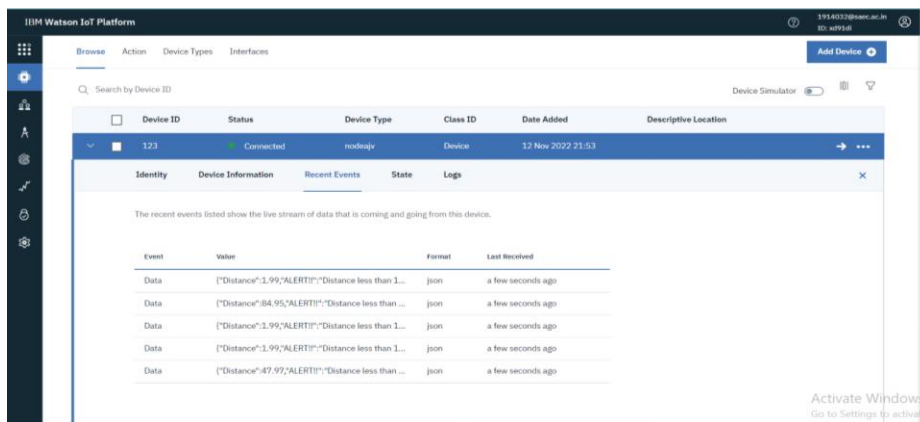 IBM Watson IoT Platform
1914032@saec.ac.in
ID: xd91di
Browse Action Device Types Interfaces
Add Device
Search by Device ID
Device Simulator
Device ID Status Device Type Class ID Date Added Descriptive Location
123 Connected nodeajv Device 12 Nov 2022 21:53
Identity Device Information Recent Events State Logs
The recent events listed show the live stream of data that is coming and going from this device.
Event Value Format Last Received
Data {"Distance":1.99,"ALERT!!":"Distance less than 1... json a few seconds ago
Data {"Distance":84.95,"ALERT!!":"Distance less than ... json a few seconds ago
Data {"Distance":1.99,"ALERT!!":"Distance less than 1... json a few seconds ago
Data {"Distance":1.99,"ALERT!!":"Distance less than 1... json a few seconds ago
Data {"Distance":47.97,"ALERT!!":"Distance less than ... json a few seconds ago
Activate Window
Go to Settings to activa